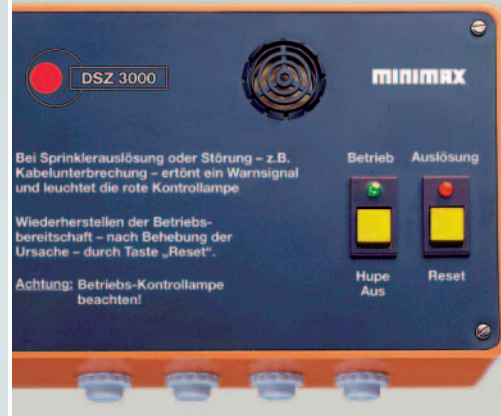 DSZ 3000
minimax
Bei Sprinklerauslösung oder Störung – z.B.
Kabelunterbrechung – ertönt ein Warnsignal
und leuchtet die rote Kontrollampe
Wiederherstellen der Betriebs-
bereitschaft – nach Behebung der
Ursache – durch Taste „Reset“.
Achtung: Betriebs-Kontrollampe
beachten!
Betrieb Auslösung
Hupe Reset
Aus